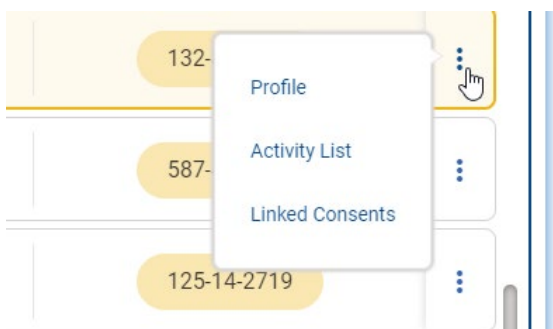 132-
Profile
Activity List
587-
Linked Consents
125-14-2719